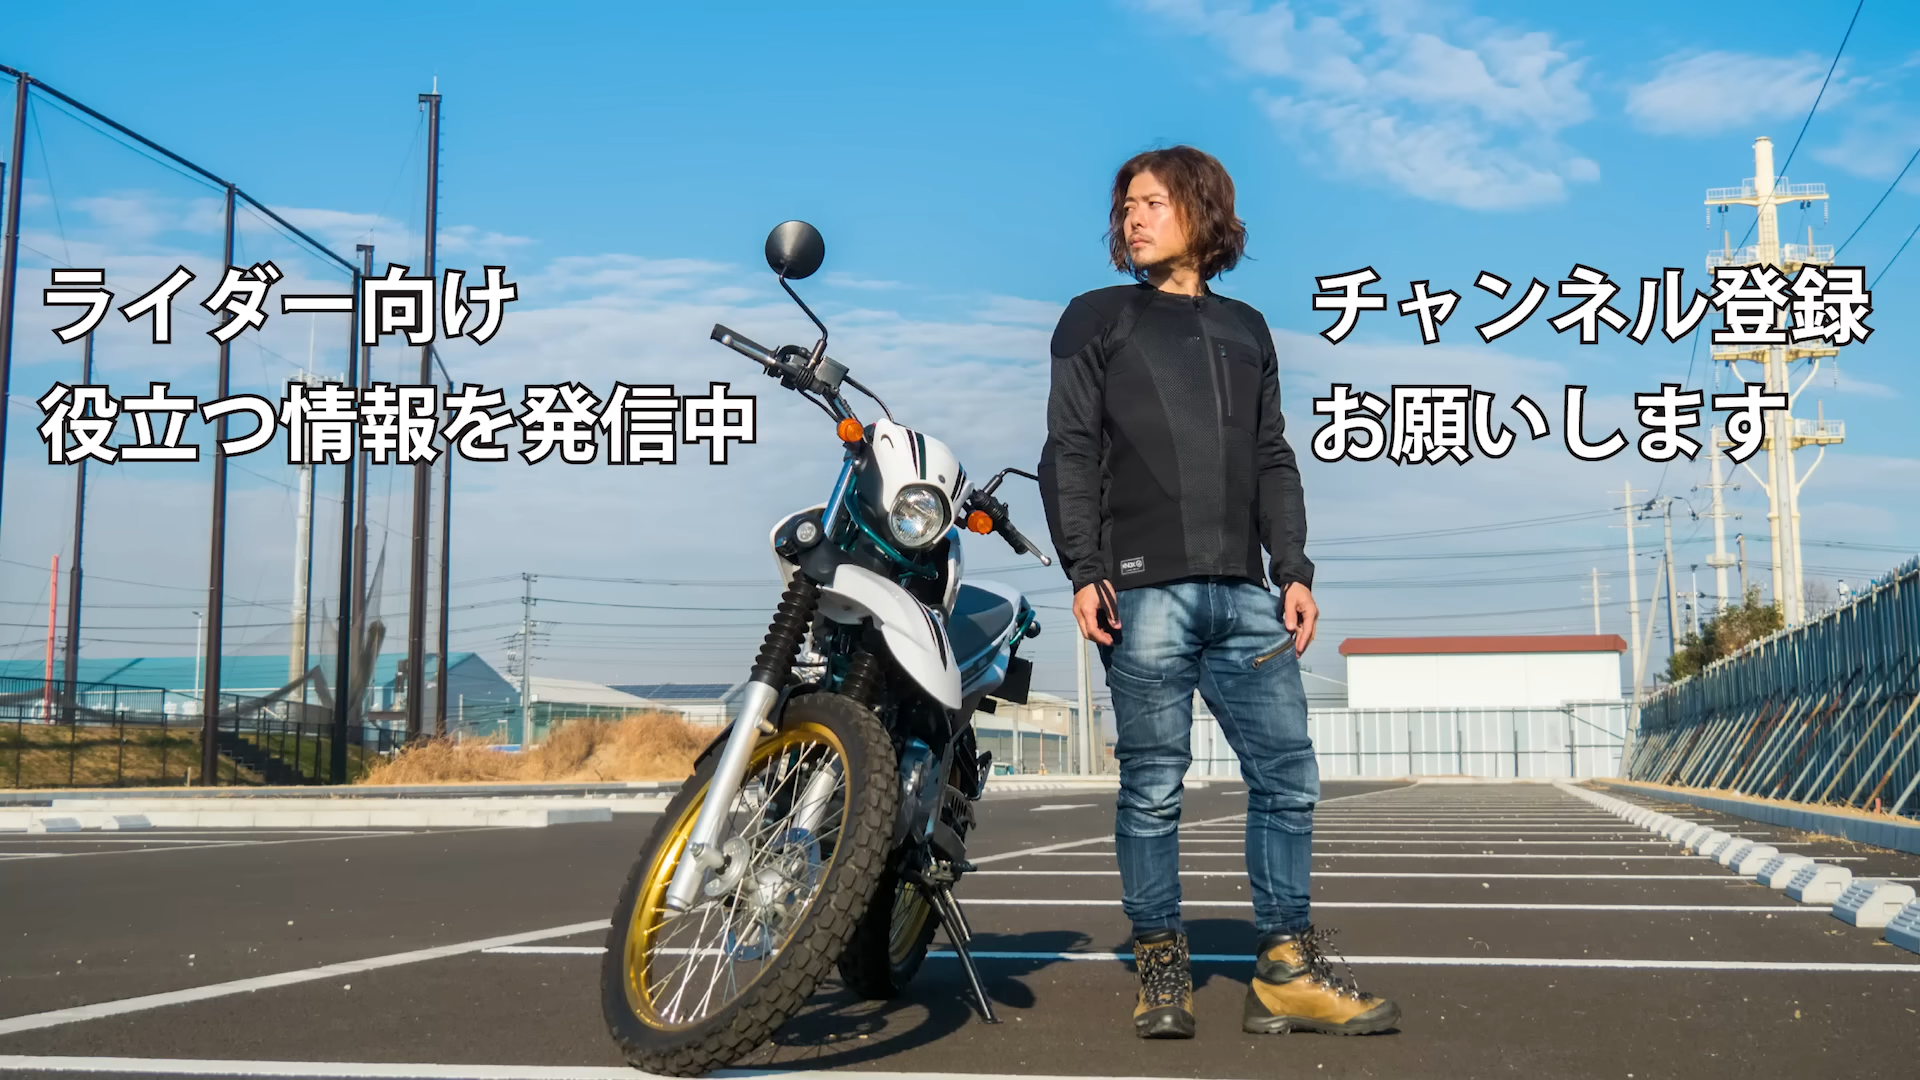 ライダー向け
役立つ情報を発信中
チャンネル登録
お願いします
KNOX